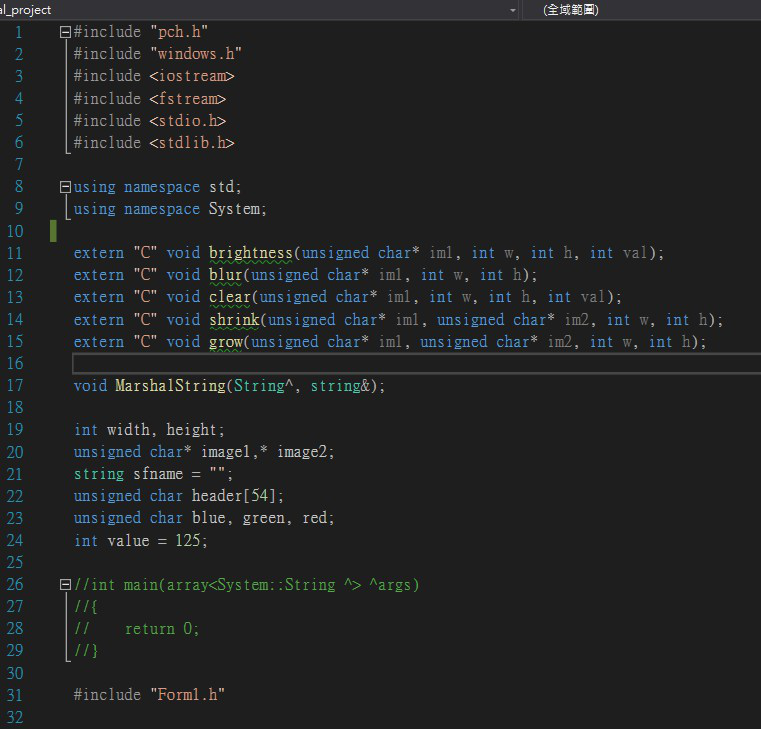 al_project (全域範圍)
1 #include "pch.h"
2 #include "windows.h"
3 #include <iostream>
4 #include <fstream>
5 #include <stdio.h>
6 #include <stdlib.h>
7
8 using namespace std;
9 using namespace System;
10
11 extern "C" void brightness(unsigned char* im1, int w, int h, int val);
12 extern "C" void blur(unsigned char* im1, int w, int h);
13 extern "C" void clear(unsigned char* im1, int w, int h, int val);
14 extern "C" void shrink(unsigned char* im1, unsigned char* im2, int w, int h);
15 extern "C" void grow(unsigned char* im1, unsigned char* im2, int w, int h);
16
17 void MarshalString(String^, string&);
18
19 int width, height;
20 unsigned char* image1,* image2;
21 string sfname = "";
22 unsigned char header[54];
23 unsigned char blue, green, red;
24 int value = 125;
25
26 //int main(array<System::String ^> ^args)
27 //{
28 //    return 0;
29 //}
30
31 #include "Form1.h"
32